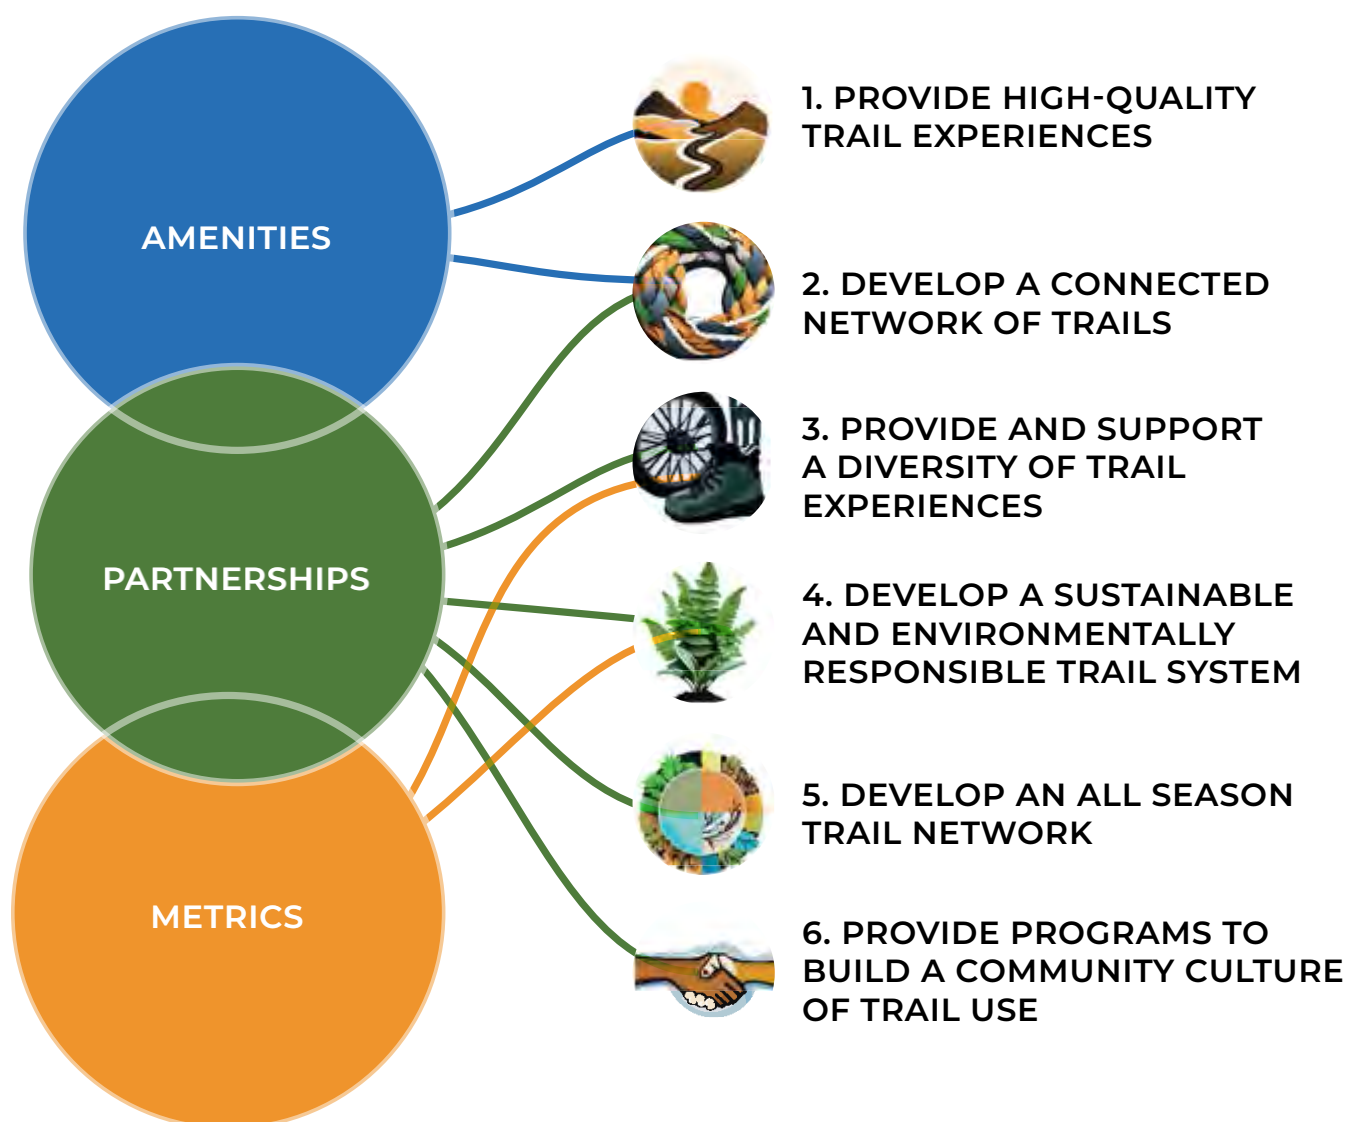 AMENITIES
PARTNERSHIPS
METRICS
1. PROVIDE HIGH-QUALITY
TRAIL EXPERIENCES
2. DEVELOP A CONNECTED
NETWORK OF TRAILS
3. PROVIDE AND SUPPORT
A DIVERSITY OF TRAIL
EXPERIENCES
4. DEVELOP A SUSTAINABLE
AND ENVIRONMENTALLY
RESPONSIBLE TRAIL SYSTEM
5. DEVELOP AN ALL SEASON
TRAIL NETWORK
6. PROVIDE PROGRAMS TO
BUILD A COMMUNITY CULTURE
OF TRAIL USE